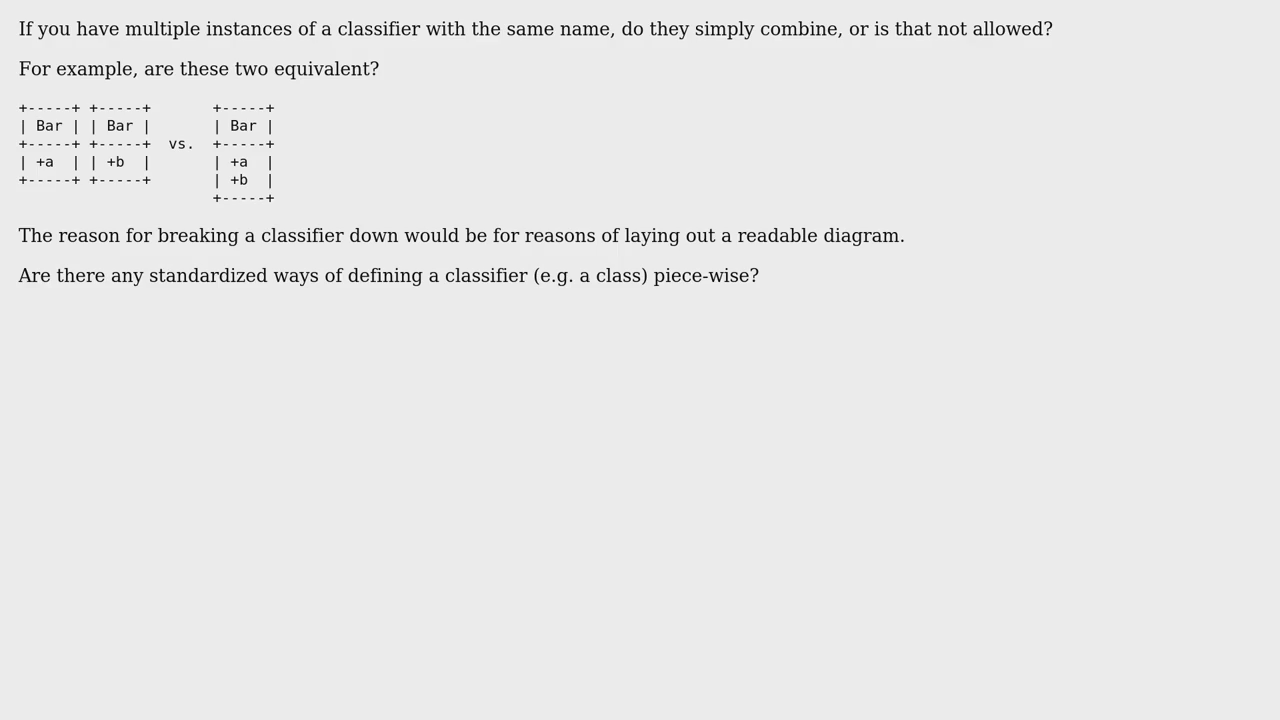 If you have multiple instances of a classifier with the same name, do they simply combine, or is that not allowed?
For example, are these two equivalent?
+-----+ +-----+       +-----+
| Bar | | Bar |       | Bar |
+-----+ +-----+  vs.  +-----+
| +a  | | +b  |       | +a  |
+-----+ +-----+       | +b  |
                      +-----+
The reason for breaking a classifier down would be for reasons of laying out a readable diagram.
Are there any standardized ways of defining a classifier (e.g. a class) piece-wise?